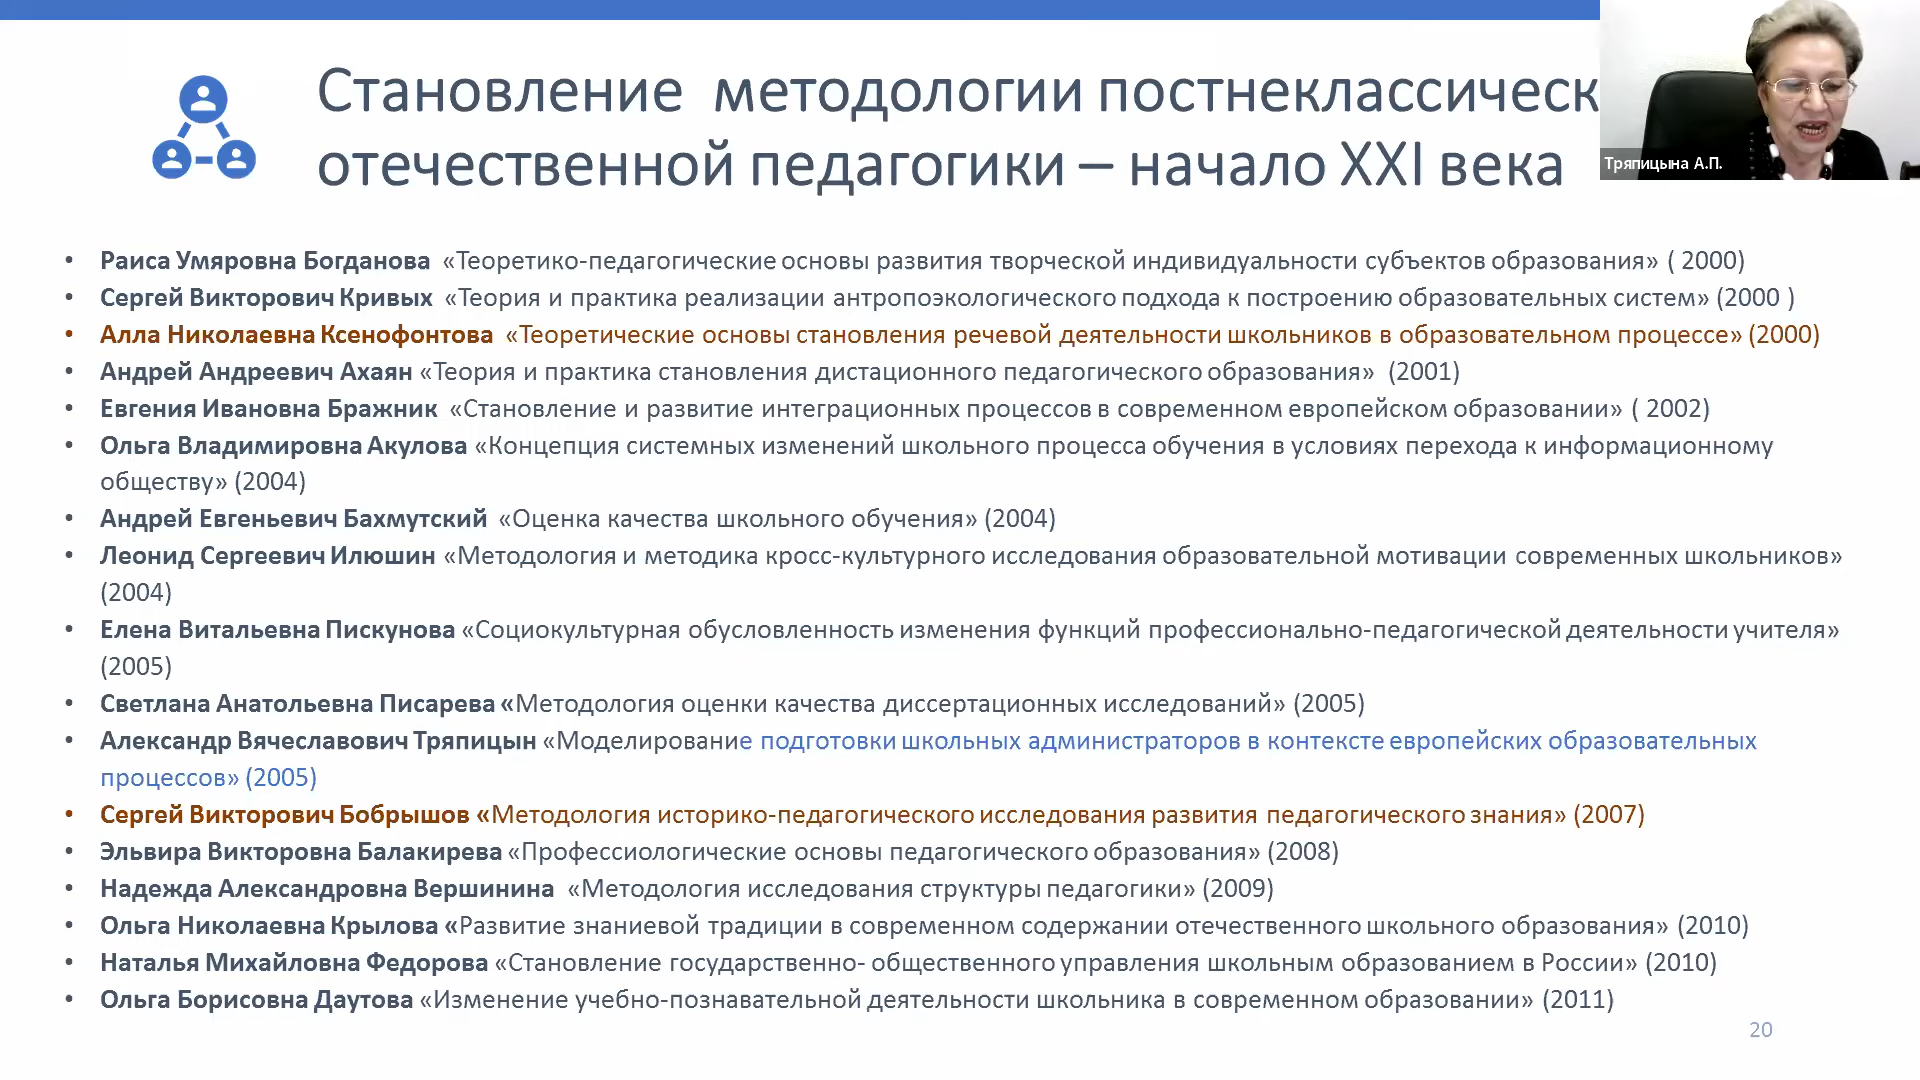 Становление методологии постнеклассическ
отечественной педагогики – начало XXI века
Тряпицына А.П.
• Раиса Умяровна Богданова «Теоретико-педагогические основы развития творческой индивидуальности субъектов образования» ( 2000)
• Сергей Викторович Кривых «Теория и практика реализации антропоэкологического подхода к построению образовательных систем» (2000 )
• Алла Николаевна Ксенофонтова «Теоретические основы становления речевой деятельности школьников в образовательном процессе» (2000)
• Андрей Андреевич Ахаян «Теория и практика становления дистационного педагогического образования» (2001)
• Евгения Ивановна Бражник «Становление и развитие интеграционных процессов в современном европейском образовании» ( 2002)
• Ольга Владимировна Акулова «Концепция системных изменений школьного процесса обучения в условиях перехода к информационному
обществу» (2004)
• Андрей Евгеньевич Бахмутский «Оценка качества школьного обучения» (2004)
• Леонид Сергеевич Илюшин «Методология и методика кросс-культурного исследования образовательной мотивации современных школьников»
(2004)
• Елена Витальевна Пискунова «Социокультурная обусловленность изменения функций профессионально-педагогической деятельности учителя»
(2005)
• Светлана Анатольевна Писарева «Методология оценки качества диссертационных исследований» (2005)
• Александр Вячеславович Тряпицын «Моделирование подготовки школьных администраторов в контексте европейских образовательных
процессов» (2005)
• Сергей Викторович Бобрышов «Методология историко-педагогического исследования развития педагогического знания» (2007)
• Эльвира Викторовна Балакирева «Профессиологические основы педагогического образования» (2008)
• Надежда Александровна Вершинина «Методология исследования структуры педагогики» (2009)
• Ольга Николаевна Крылова «Развитие знаниевой традиции в современном содержании отечественного школьного образования» (2010)
• Наталья Михайловна Федорова «Становление государственно- общественного управления школьным образованием в России» (2010)
• Ольга Борисовна Даутова «Изменение учебно-познавательной деятельности школьника в современном образовании» (2011)
20